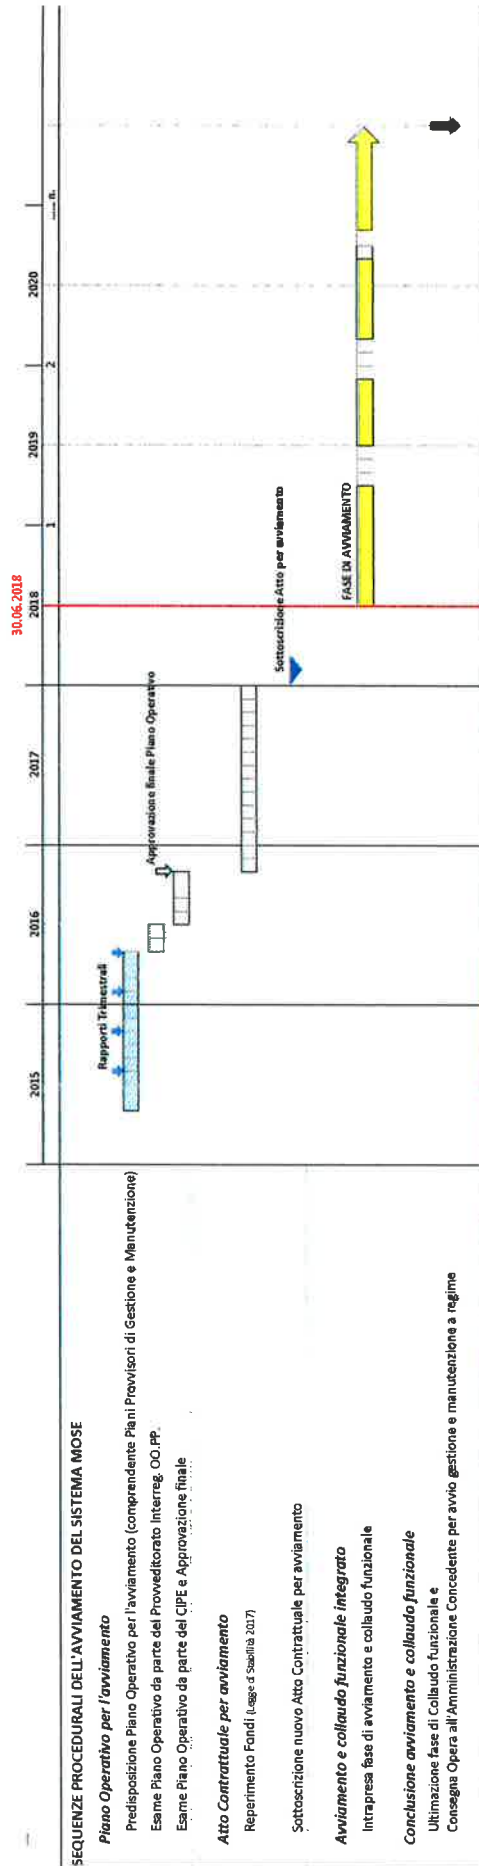 30.06.2018
2015 2016 2017 2018 2019 2020
1 2 ..... n.
SEQUENZE PROCEDURALI DELL'AVVIAMENTO DEL SISTEMA MOSE
Piano Operativo per l'avviamento
Rapporti Trimestrali
Predisposizione Piano Operativo per l'avviamento (comprendente Piani Provvisori di Gestione e Manutenzione)
Esame Piano Operativo da parte del Provveditorato Interreg. OO.PP.
Approvazione finale Piano Operativo
Esame Piano Operativo da parte del CIPE e Approvazione finale
Atto Contrattuale per avviamento
Reperimento Fondi (Legge di Stabilità 2017)
Sottoscrizione Atto per avviamento
Sottoscrizione nuovo Atto Contrattuale per avviamento
Avviamento e collaudo funzionale integrato
FASE DI AVVIAMENTO
Intrapresa fase di avviamento e collaudo funzionale
Conclusione avviamento e collaudo funzionale
Ultimazione fase di Collaudo funzionale e
Consegna Opera all'Amministrazione Concedente per avvio gestione e manutenzione a regime